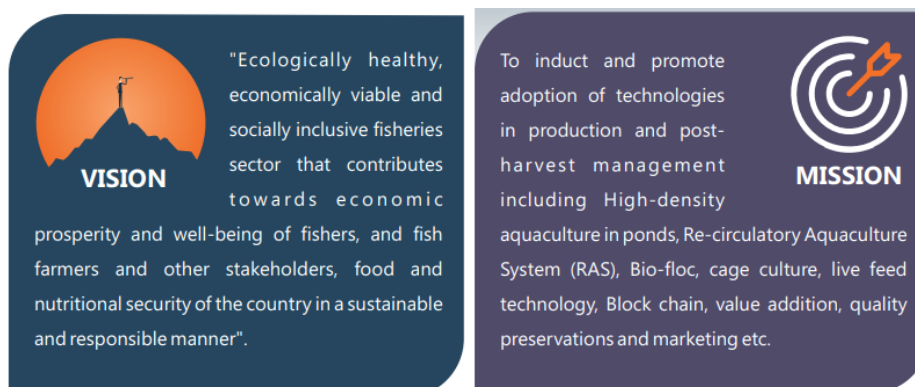 "Ecologically healthy,
economically viable and
socially inclusive fisheries
sector that contributes
towards economic
VISION
prosperity and well-being of fishers, and fish
farmers and other stakeholders, food and
nutritional security of the country in a sustainable
and responsible manner".
To induct and promote
adoption of technologies
in production and post-
harvest management
including High-density
MISSION
aquaculture in ponds, Re-circulatory Aquaculture
System (RAS), Bio-floc, cage culture, live feed
technology, Block chain, value addition, quality
preservations and marketing etc.